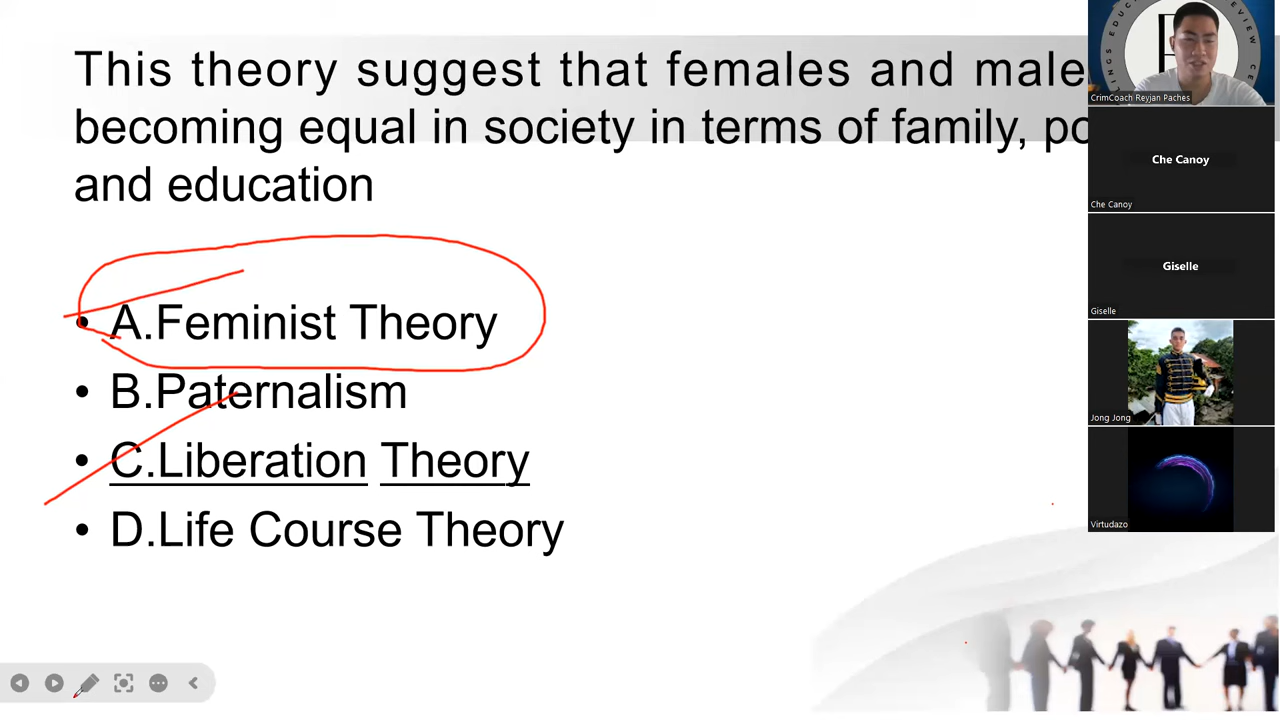 This theory suggest that females and male
becoming equal in society in terms of family, po
and education
• A.Feminist Theory
• B.Paternalism
• C.Liberation Theory
• D.Life Course Theory
CrimCoach Reyjan Paches
Che Canoy
Che Canoy
Giselle
Giselle
Jong Jong
Virtudazo